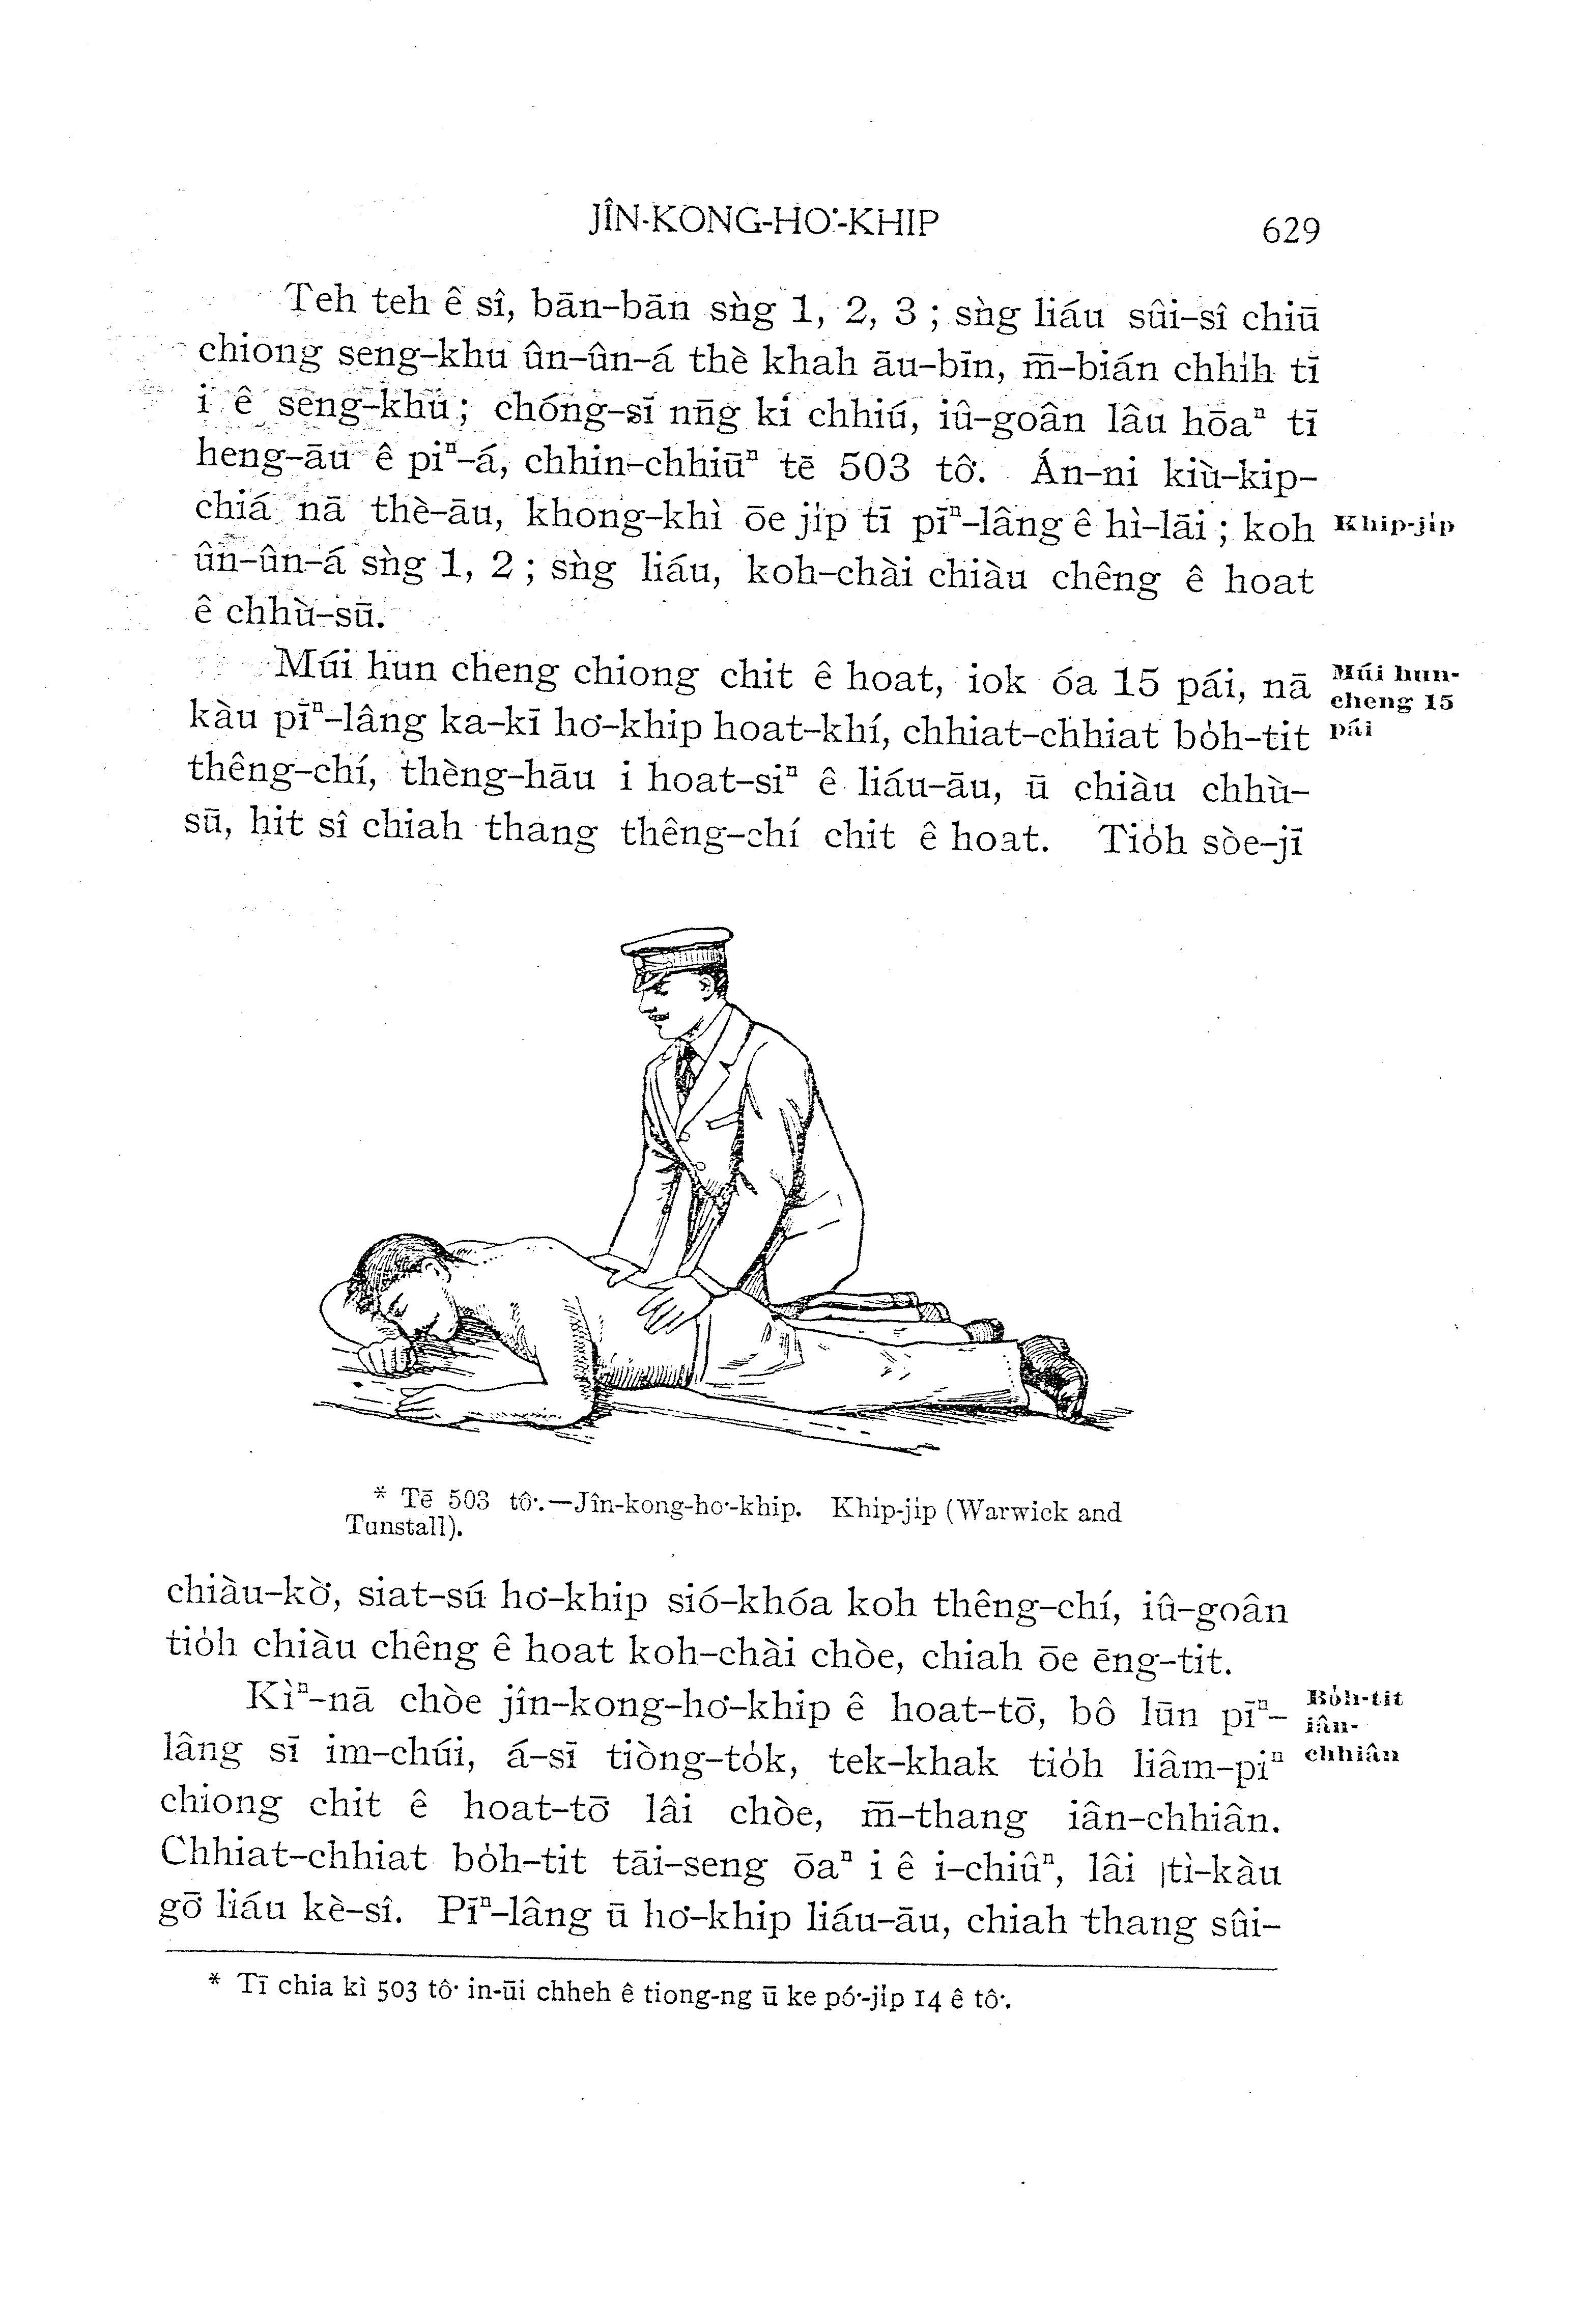 JÎN-KONG-HO͘-KHIP 629
Teh teh ê sî, bān-bān sǹg 1, 2, 3 ; sǹg liáu sûi-sî chiū
chiong seng-khu ûn-ûn-á thè khah āu-bīn, m̄-bián chhi̍h tī
i ê seng-khu ; chóng-sī nn̄g ki chhiú, iû-goân lâu hōaⁿ tī
heng-āu ê piⁿ-á, chhin-chhiūⁿ tē 503 tô͘. Án-ni kiù-kip-
chiá nā thè-āu, khong-khì ōe ji̍p tī pīⁿ-lâng ê hì-lāi ; koh
Khip-ji̍p
ûn-ûn-á sǹg 1, 2 ; sǹg liáu, koh-chài chiàu chêng ê hoat
ê chhù-sū.
Múi hun cheng chiong chit ê hoat, iok óa 15 pái, nā
Múi hun-
cheng 15
pái
kàu pīⁿ-lâng ka-kī ho͘-khip hoat-khí, chhiat-chhiat bo̍h-tit
thêng-chí, thèng-hāu i hoat-siⁿ ê liáu-āu, ū chiàu chhù-
sū, hit sî chiah thang thêng-chí chit ê hoat. Tio̍h sòe-jī
* Tē 503 tô͘.—Jîn-kong-ho͘-khip. Khip-ji̍p (Warwick and
Tunstall).
chiàu-kò͘, siat-sú ho͘-khip sió-khóa koh thêng-chí, iû-goân
tio̍h chiàu chêng ê hoat koh-chài chòe, chiah ōe ēng-tit.
Kìⁿ-nā chòe jîn-kong-ho͘-khip ê hoat-tō͘, bô lūn pīⁿ-
Bo̍h-tit
iân-
chhiân
lâng sī im-chúi, á-sī tiòng-to̍k, tek-khak tio̍h liâm-piⁿ
chiong chit ê hoat-tō͘ lâi chòe, m̄-thang iân-chhiân.
Chhiat-chhiat bo̍h-tit tāi-seng ōaⁿ i ê i-chiûⁿ, lâi tì-kàu
gō͘ liáu kè-sî. Pīⁿ-lâng ū ho͘-khip liáu-āu, chiah thang sûi-
* Tī chia kì 503 tô͘ in-ūi chheh ê tiong-ng ū ke pó͘-ji̍p 14 ê tô͘.